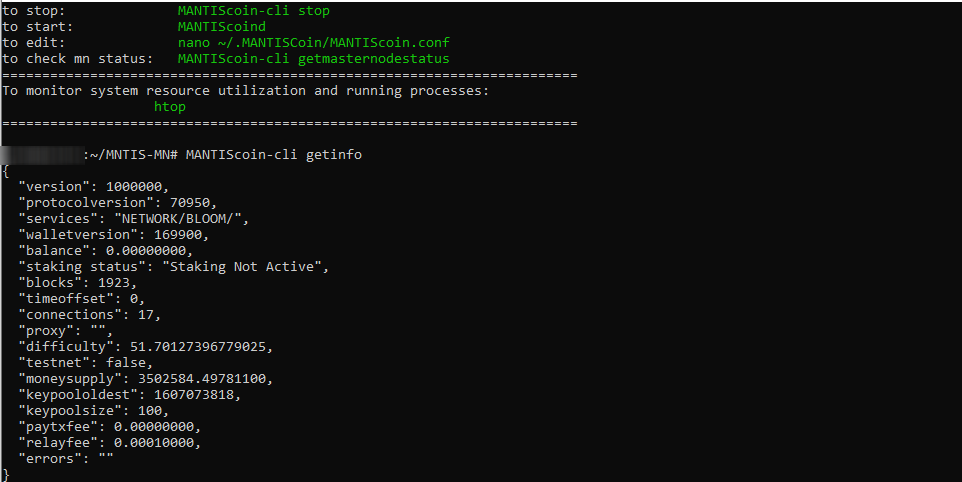 to stop: MANTIScoin-cli stop
to start: MANTIScoind
to edit: nano ~/.MANTISCoin/MANTIScoin.conf
to check mn status: MANTIScoin-cli getmasternodestatus
========================================================================
To monitor system resource utilization and running processes:
htop
========================================================================
:~/MNTIS-MN# MANTIScoin-cli getinfo
{
"version": 1000000,
"protocolversion": 70950,
"services": "NETWORK/BLOOM/",
"walletversion": 169900,
"balance": 0.00000000,
"staking status": "Staking Not Active",
"blocks": 1923,
"timeoffset": 0,
"connections": 17,
"proxy": "",
"difficulty": 51.70127396779025,
"testnet": false,
"moneysupply": 3502584.49781100,
"keypoololdest": 1607073818,
"keypoolsize": 100,
"paytxfee": 0.00000000,
"relayfee": 0.00010000,
"errors": ""
}